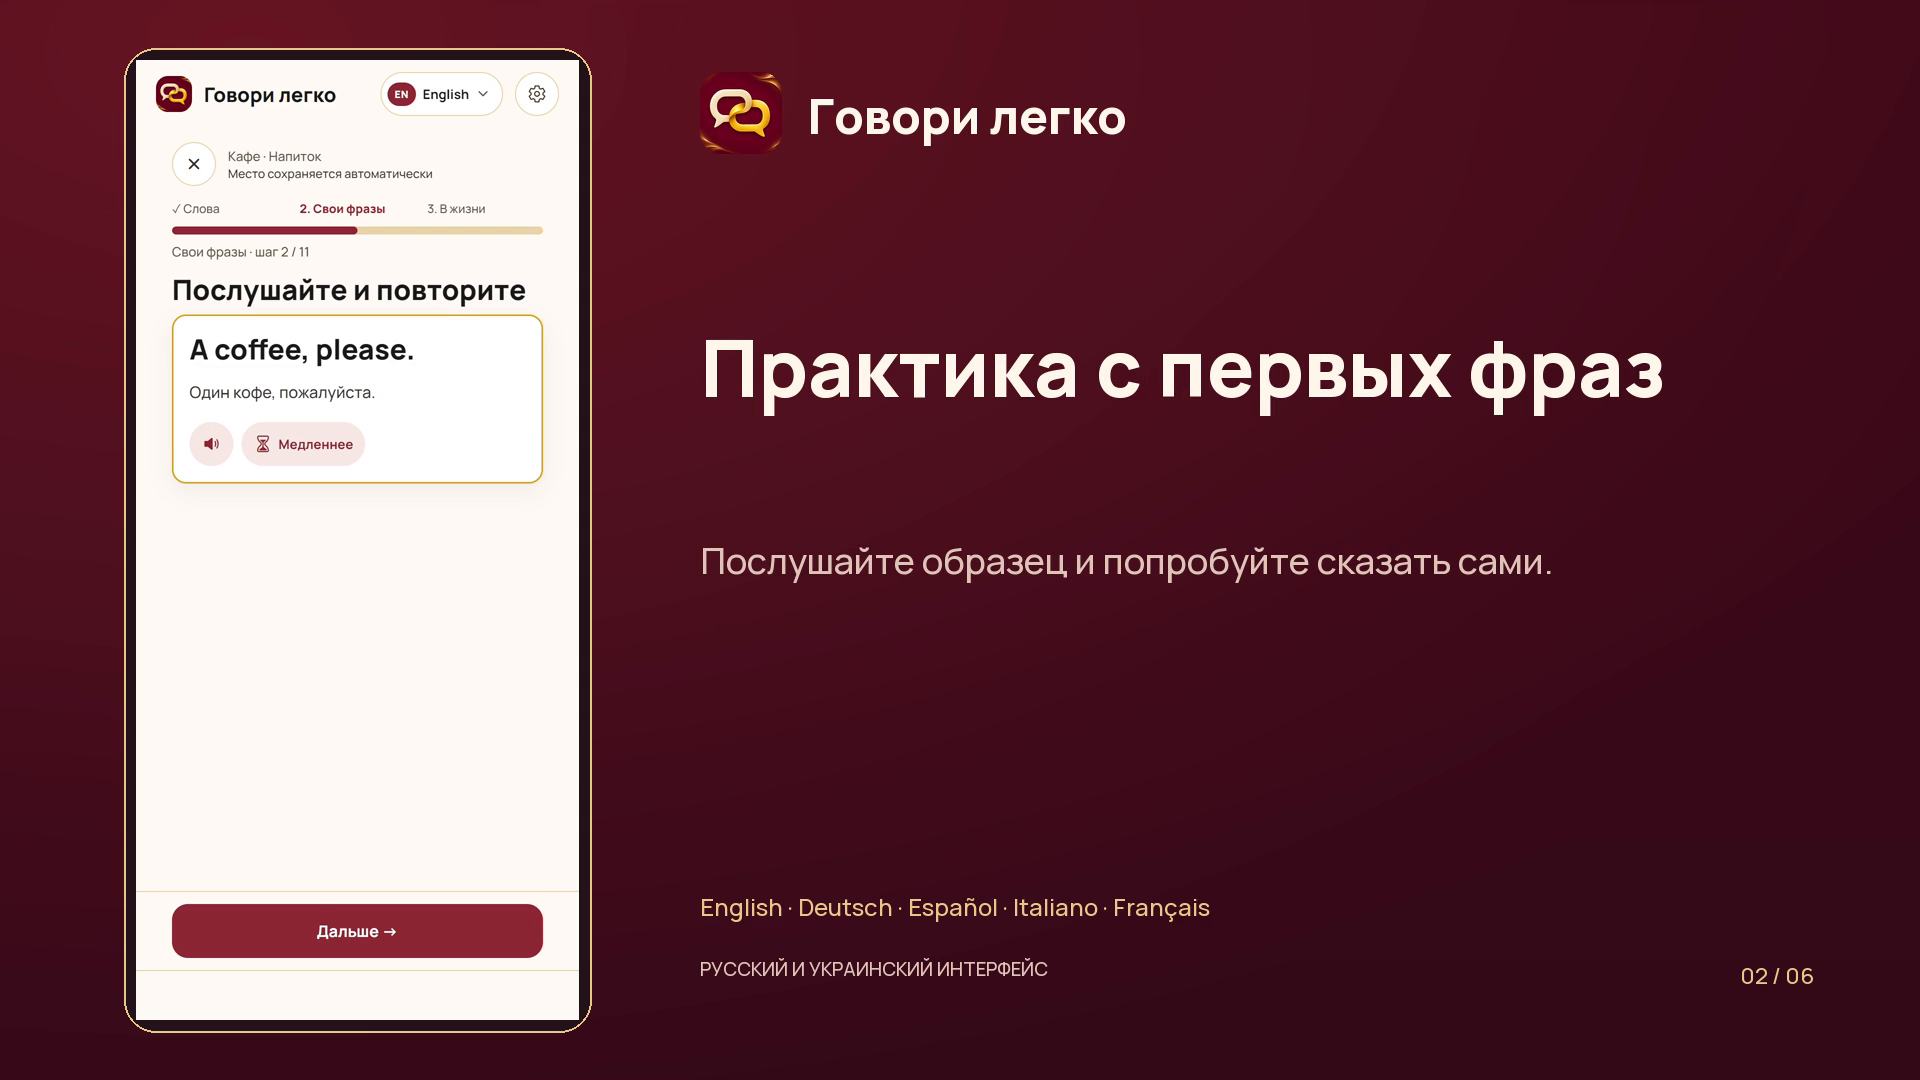 Говори легко
EN English
Кафе · Напиток
Место сохраняется автоматически
✓ Слова 2. Свои фразы 3. В жизни
Свои фразы · шаг 2 / 11
Послушайте и повторите
A coffee, please.
Один кофе, пожалуйста.
Медленнее
Дальше →
Говори легко
Практика с первых фраз
Послушайте образец и попробуйте сказать сами.
English · Deutsch · Español · Italiano · Français
РУССКИЙ И УКРАИНСКИЙ ИНТЕРФЕЙС
02 / 06